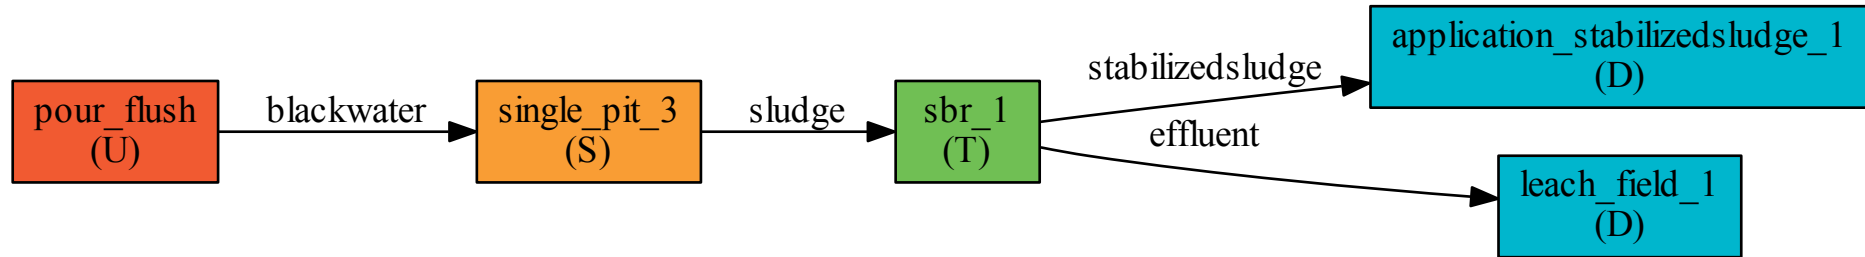 pour_flush
(U)
blackwater
single_pit_3
(S)
sludge
sbr_1
(T)
stabilizedsludge
effluent
application_stabilizedsludge_1
(D)
leach_field_1
(D)